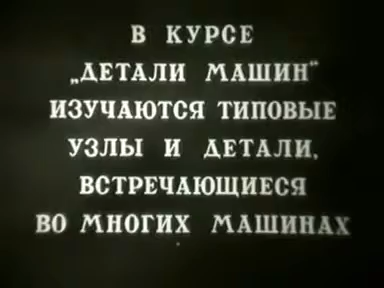 В КУРСЕ
„ДЕТАЛИ МАШИН"
ИЗУЧАЮТСЯ ТИПОВЫЕ
УЗЛЫ И ДЕТАЛИ,
ВСТРЕЧАЮЩИЕСЯ
ВО МНОГИХ МАШИНАХ